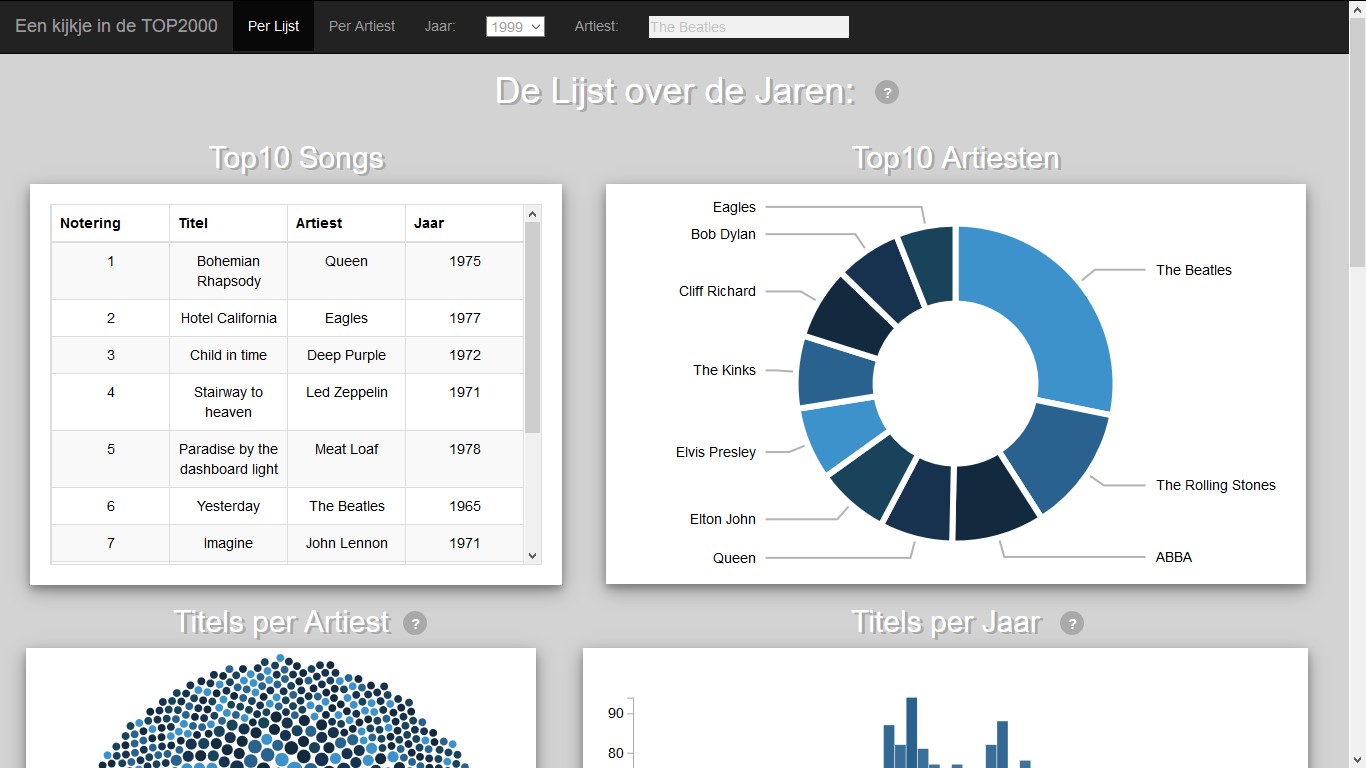 Een kijkje in de TOP2000 Per Lijst Per Artiest Jaar: 1999 Artiest: The Beatles
De Lijst over de Jaren: ?
Top10 Songs
Notering Titel Artiest Jaar
1 Bohemian Rhapsody Queen 1975
2 Hotel California Eagles 1977
3 Child in time Deep Purple 1972
4 Stairway to heaven Led Zeppelin 1971
5 Paradise by the dashboard light Meat Loaf 1978
6 Yesterday The Beatles 1965
7 Imagine John Lennon 1971
Top10 Artiesten
Eagles
Bob Dylan
Cliff Richard
The Kinks
Elvis Presley
Elton John
Queen
The Beatles
The Rolling Stones
ABBA
Titels per Artiest ?
Titels per Jaar ?
90
80